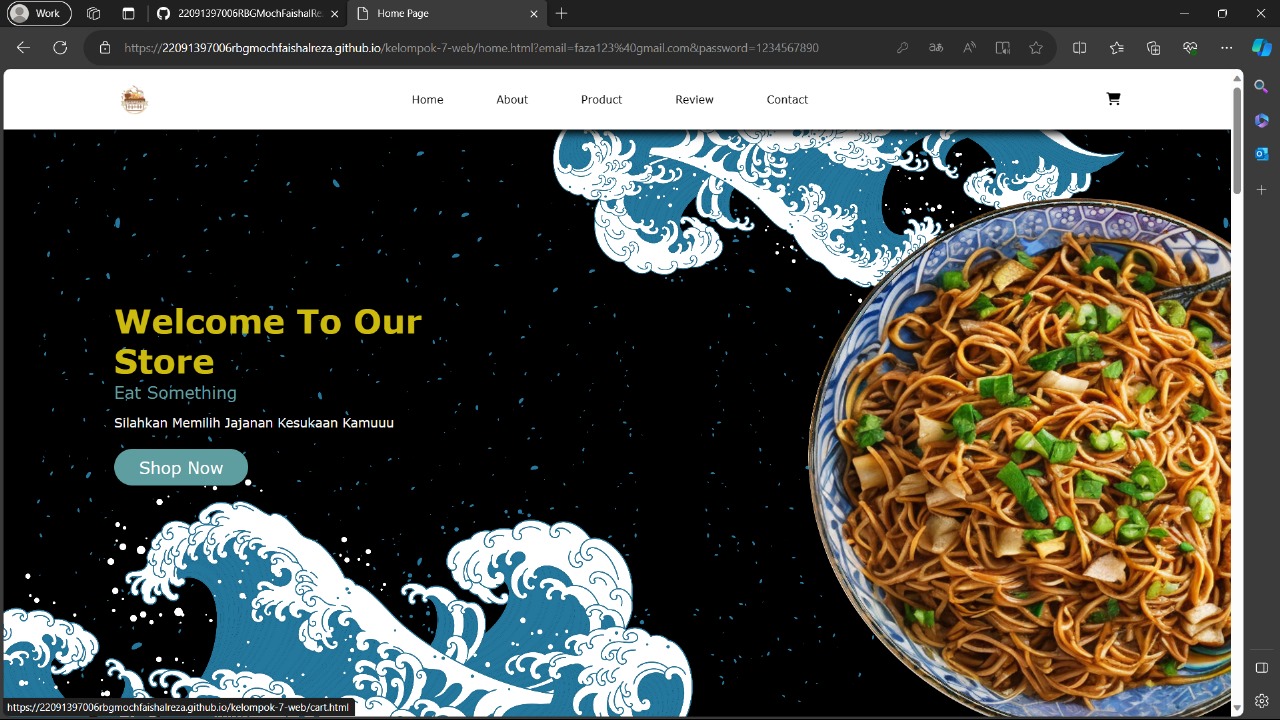 Work
22091397006RBGMochFaishalRe
Home Page
https://22091397006rbgmochfaishalreza.github.io/kelompok-7-web/home.html?email=faza123%40gmail.com&password=1234567890
Home
About
Product
Review
Contact
Welcome To Our
Store
Eat Something
Silahkan Memilih Jajanan Kesukaan Kamuuu
Shop Now
https://22091397006rbgmochfaishalreza.github.io/kelompok-7-web/cart.html